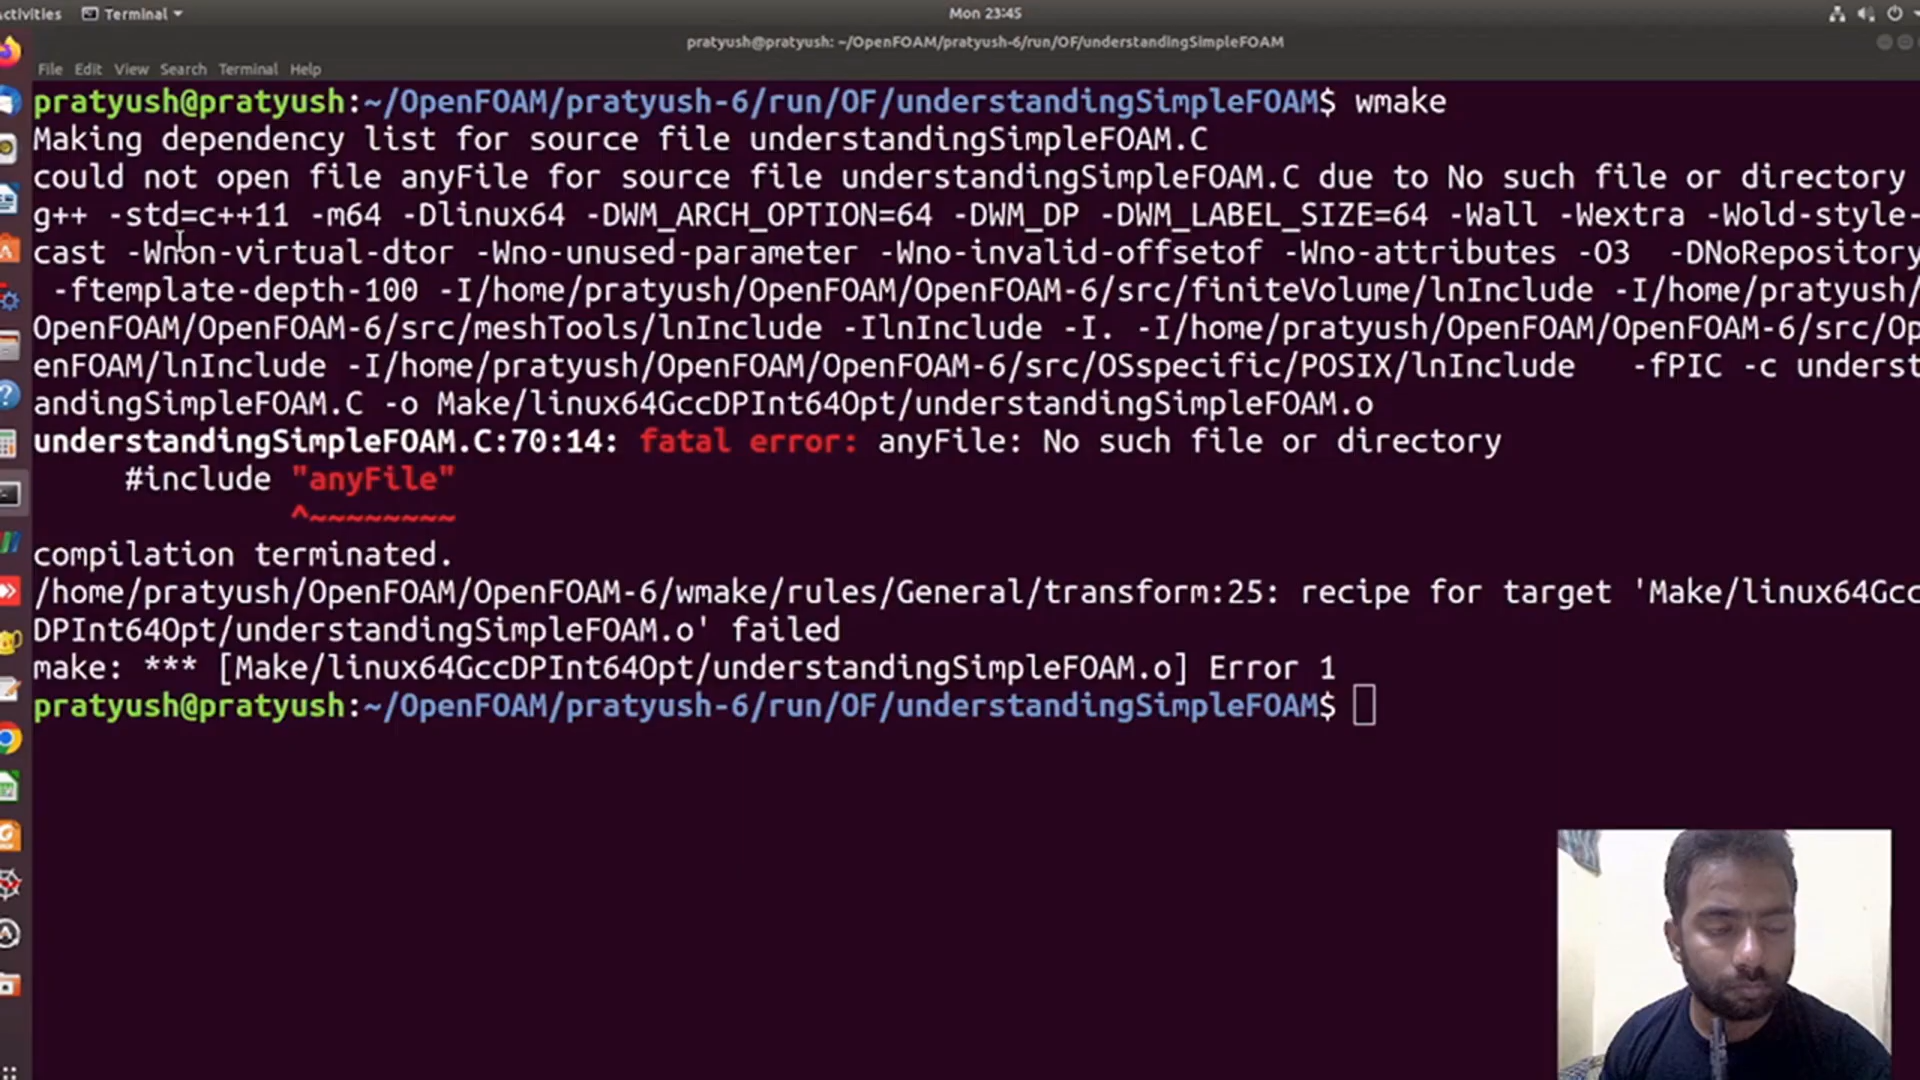 Activities Terminal Mon 23:45
pratyush@pratyush: ~/OpenFOAM/pratyush-6/run/OF/understandingSimpleFOAM
File Edit View Search Terminal Help
pratyush@pratyush:~/OpenFOAM/pratyush-6/run/OF/understandingSimpleFOAM$ wmake
Making dependency list for source file understandingSimpleFOAM.C
could not open file anyFile for source file understandingSimpleFOAM.C due to No such file or directory
g++ -std=c++11 -m64 -Dlinux64 -DWM_ARCH_OPTION=64 -DWM_DP -DWM_LABEL_SIZE=64 -Wall -Wextra -Wold-style-
cast -Wnon-virtual-dtor -Wno-unused-parameter -Wno-invalid-offsetof -Wno-attributes -O3  -DNoRepository
 -ftemplate-depth-100 -I/home/pratyush/OpenFOAM/OpenFOAM-6/src/finiteVolume/lnInclude -I/home/pratyush/
OpenFOAM/OpenFOAM-6/src/meshTools/lnInclude -IlnInclude -I. -I/home/pratyush/OpenFOAM/OpenFOAM-6/src/Op
enFOAM/lnInclude -I/home/pratyush/OpenFOAM/OpenFOAM-6/src/OSspecific/POSIX/lnInclude   -fPIC -c underst
andingSimpleFOAM.C -o Make/linux64GccDPInt64Opt/understandingSimpleFOAM.o
understandingSimpleFOAM.C:70:14: fatal error: anyFile: No such file or directory
     #include "anyFile"
              ^~~~~~~~~
compilation terminated.
/home/pratyush/OpenFOAM/OpenFOAM-6/wmake/rules/General/transform:25: recipe for target 'Make/linux64Gcc
DPInt64Opt/understandingSimpleFOAM.o' failed
make: *** [Make/linux64GccDPInt64Opt/understandingSimpleFOAM.o] Error 1
pratyush@pratyush:~/OpenFOAM/pratyush-6/run/OF/understandingSimpleFOAM$